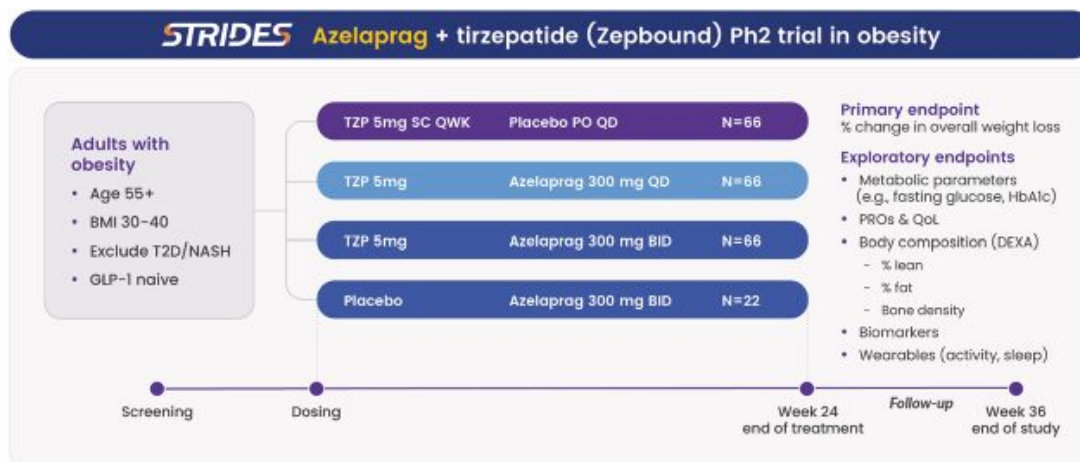 STRIDES Azelaprag + tirzepatide (Zepbound) Ph2 trial in obesity
Adults with
obesity
• Age 55+
• BMI 30-40
• Exclude T2D/NASH
• GLP-1 naive
TZP 5mg SC QWK Placebo PO QD N=66
TZP 5mg Azelaprag 300 mg QD N=66
TZP 5mg Azelaprag 300 mg BID N=66
Placebo Azelaprag 300 mg BID N=22
Primary endpoint
% change in overall weight loss
Exploratory endpoints
• Metabolic parameters
(e.g., fasting glucose, HbA1c)
• PROs & QoL
• Body composition (DEXA)
- % lean
- % fat
- Bone density
• Biomarkers
• Wearables (activity, sleep)
Screening
Dosing
Week 24
end of treatment
Follow-up
Week 36
end of study